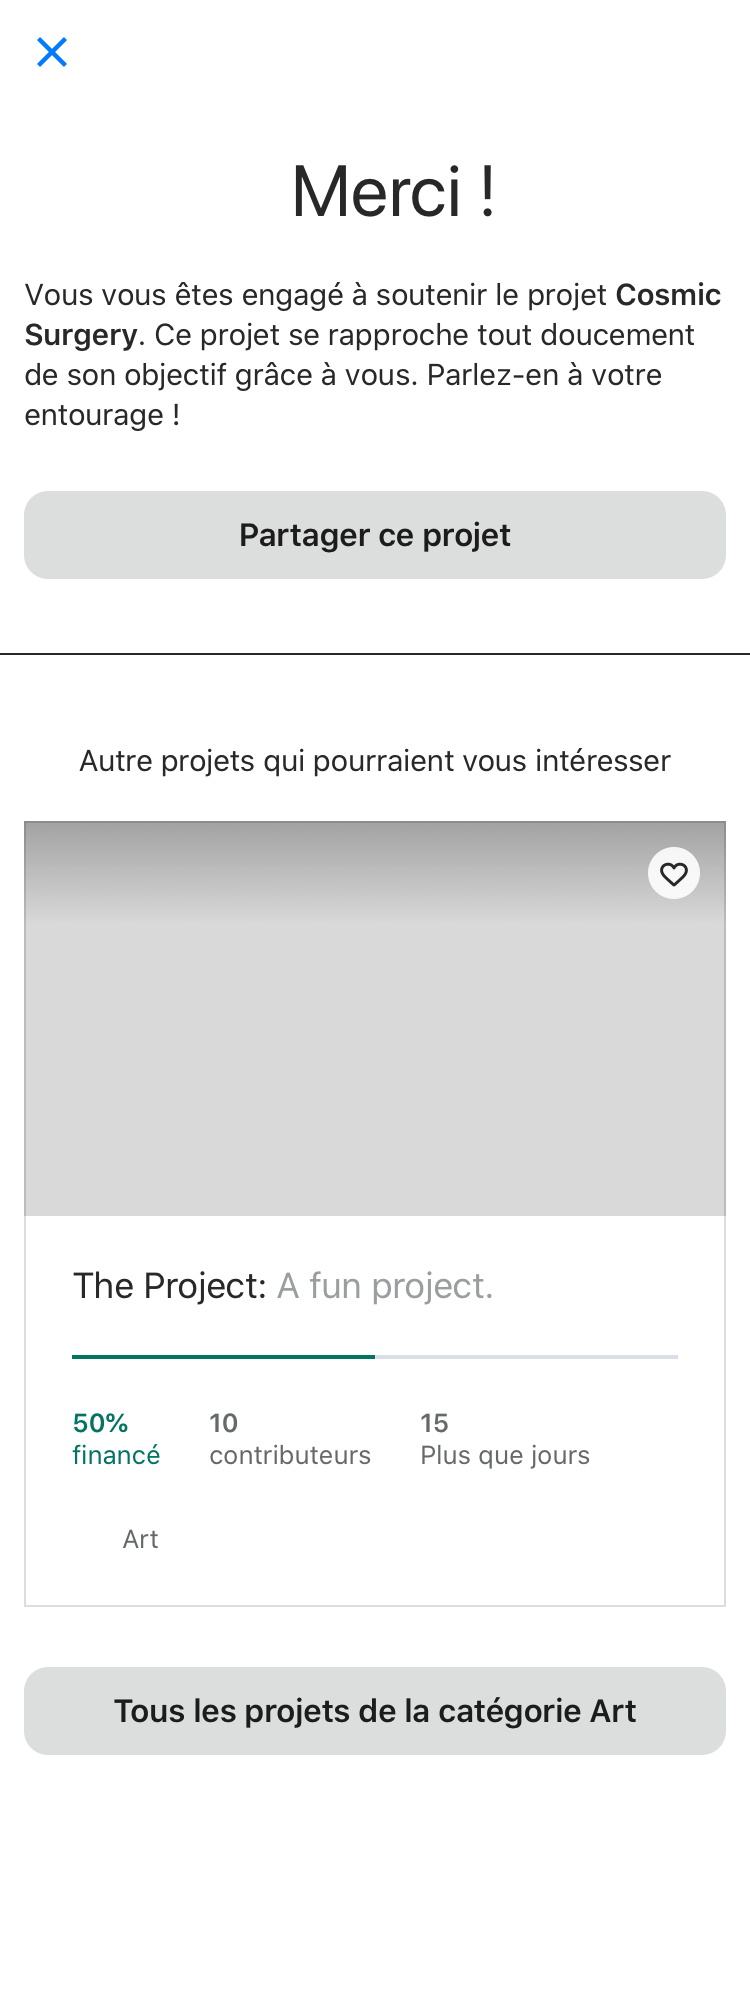 Merci !
Vous vous êtes engagé à soutenir le projet Cosmic
Surgery. Ce projet se rapproche tout doucement
de son objectif grâce à vous. Parlez-en à votre
entourage !
Partager ce projet
Autre projets qui pourraient vous intéresser
The Project: A fun project.
50% 10 15
financé contributeurs Plus que jours
Art
Tous les projets de la catégorie Art